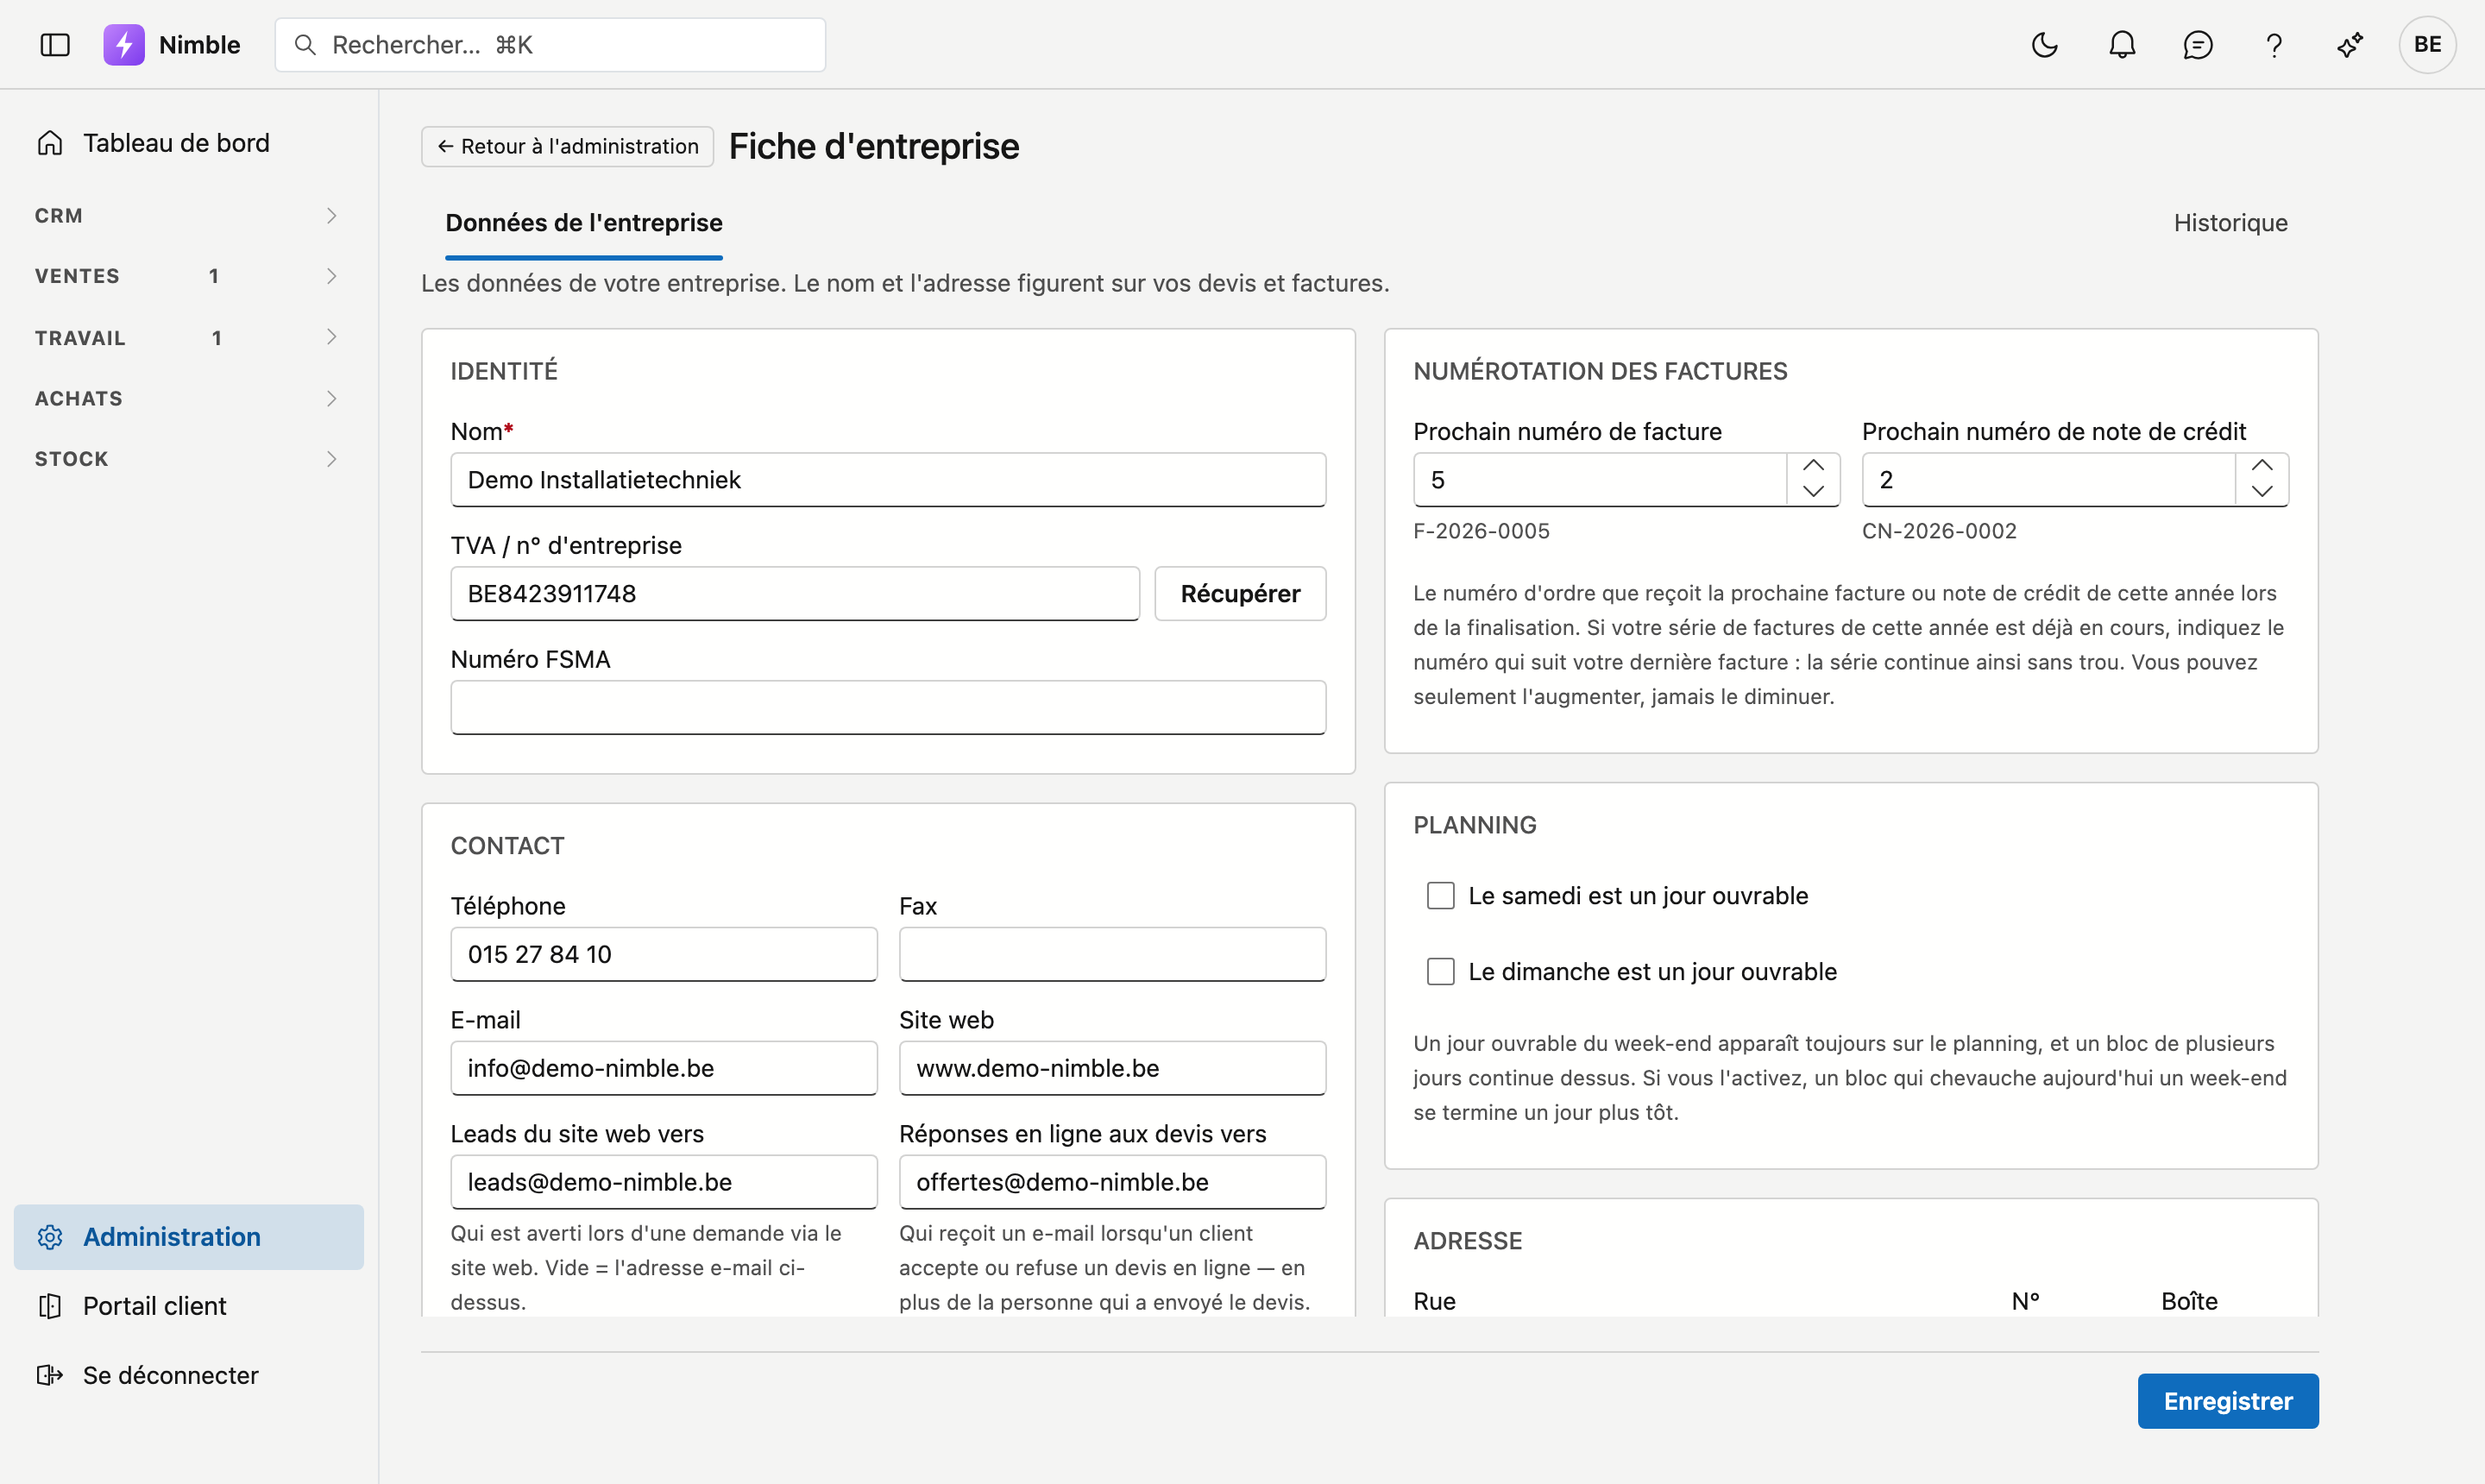 Nimble
Rechercher... ⌘K
BE
Tableau de bord
CRM
VENTES 1
TRAVAIL 1
ACHATS
STOCK
Administration
Portail client
Se déconnecter
← Retour à l'administration
Fiche d'entreprise
Données de l'entreprise
Historique
Les données de votre entreprise. Le nom et l'adresse figurent sur vos devis et factures.
IDENTITÉ
Nom*
Demo Installatietechniek
TVA / n° d'entreprise
BE8423911748
Récupérer
Numéro FSMA
CONTACT
Téléphone
Fax
015 27 84 10
E-mail
Site web
info@demo-nimble.be
www.demo-nimble.be
Leads du site web vers
Réponses en ligne aux devis vers
leads@demo-nimble.be
offertes@demo-nimble.be
Qui est averti lors d'une demande via le
site web. Vide = l'adresse e-mail ci-
dessus.
Qui reçoit un e-mail lorsqu'un client
accepte ou refuse un devis en ligne — en
plus de la personne qui a envoyé le devis.
NUMÉROTATION DES FACTURES
Prochain numéro de facture
Prochain numéro de note de crédit
5
2
F-2026-0005
CN-2026-0002
Le numéro d'ordre que reçoit la prochaine facture ou note de crédit de cette année lors
de la finalisation. Si votre série de factures de cette année est déjà en cours, indiquez le
numéro qui suit votre dernière facture : la série continue ainsi sans trou. Vous pouvez
seulement l'augmenter, jamais le diminuer.
PLANNING
Le samedi est un jour ouvrable
Le dimanche est un jour ouvrable
Un jour ouvrable du week-end apparaît toujours sur le planning, et un bloc de plusieurs
jours continue dessus. Si vous l'activez, un bloc qui chevauche aujourd'hui un week-end
se termine un jour plus tôt.
ADRESSE
Rue
N°
Boîte
Enregistrer